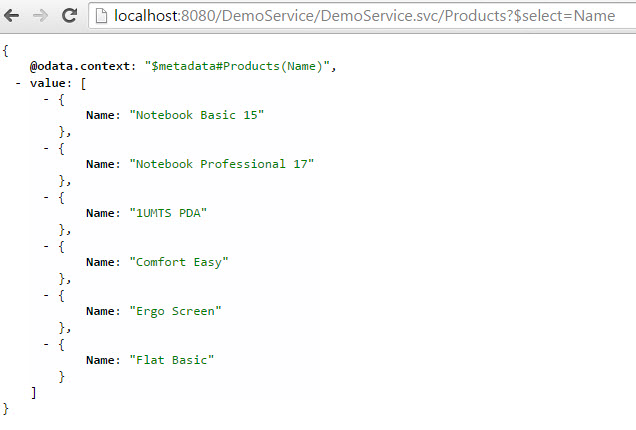 localhost:8080/DemoService/DemoService.svc/Products?$select=Name
{
@odata.context: "$metadata#Products(Name)",
- value: [
- {
Name: "Notebook Basic 15"
},
- {
Name: "Notebook Professional 17"
},
- {
Name: "1UMTS PDA"
},
- {
Name: "Comfort Easy"
},
- {
Name: "Ergo Screen"
},
- {
Name: "Flat Basic"
}
]
}